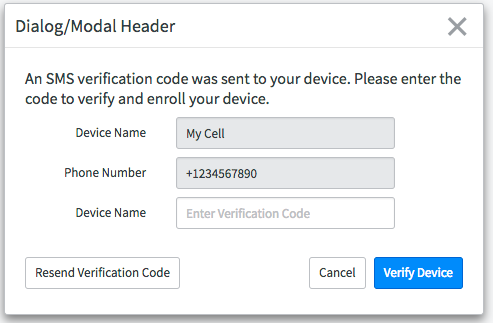 Dialog/Modal Header
An SMS verification code was sent to your device. Please enter the
code to verify and enroll your device.
Device Name My Cell
Phone Number +1234567890
Device Name Enter Verification Code
Resend Verification Code Cancel Verify Device